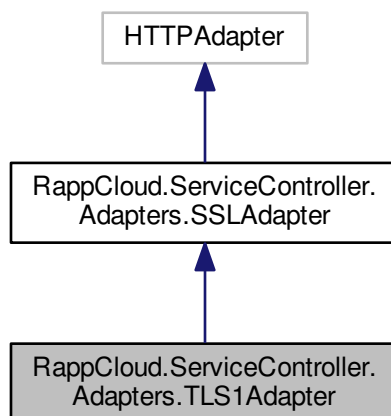 HTTPAdapter
RappCloud.ServiceController.
Adapters.SSLAdapter
RappCloud.ServiceController.
Adapters.TLS1Adapter